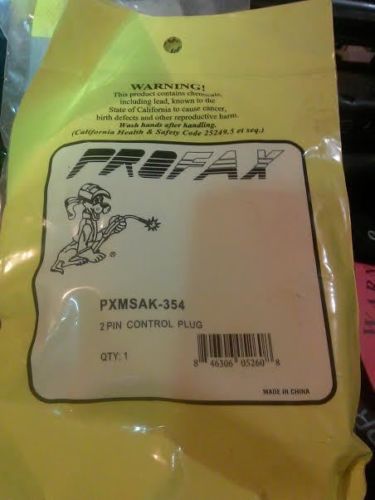 WARNING!
This product contains chemicals,
including lead, known to the
State of California to cause cancer,
birth defects and other reproductive harm.
Wash hands after handling.
(California Health & Safety Code 25249.5 et seq.)
PROFAX
®
PXMSAK-354
2 PIN CONTROL PLUG
QTY: 1
8 46306 05260 8
MADE IN CHINA